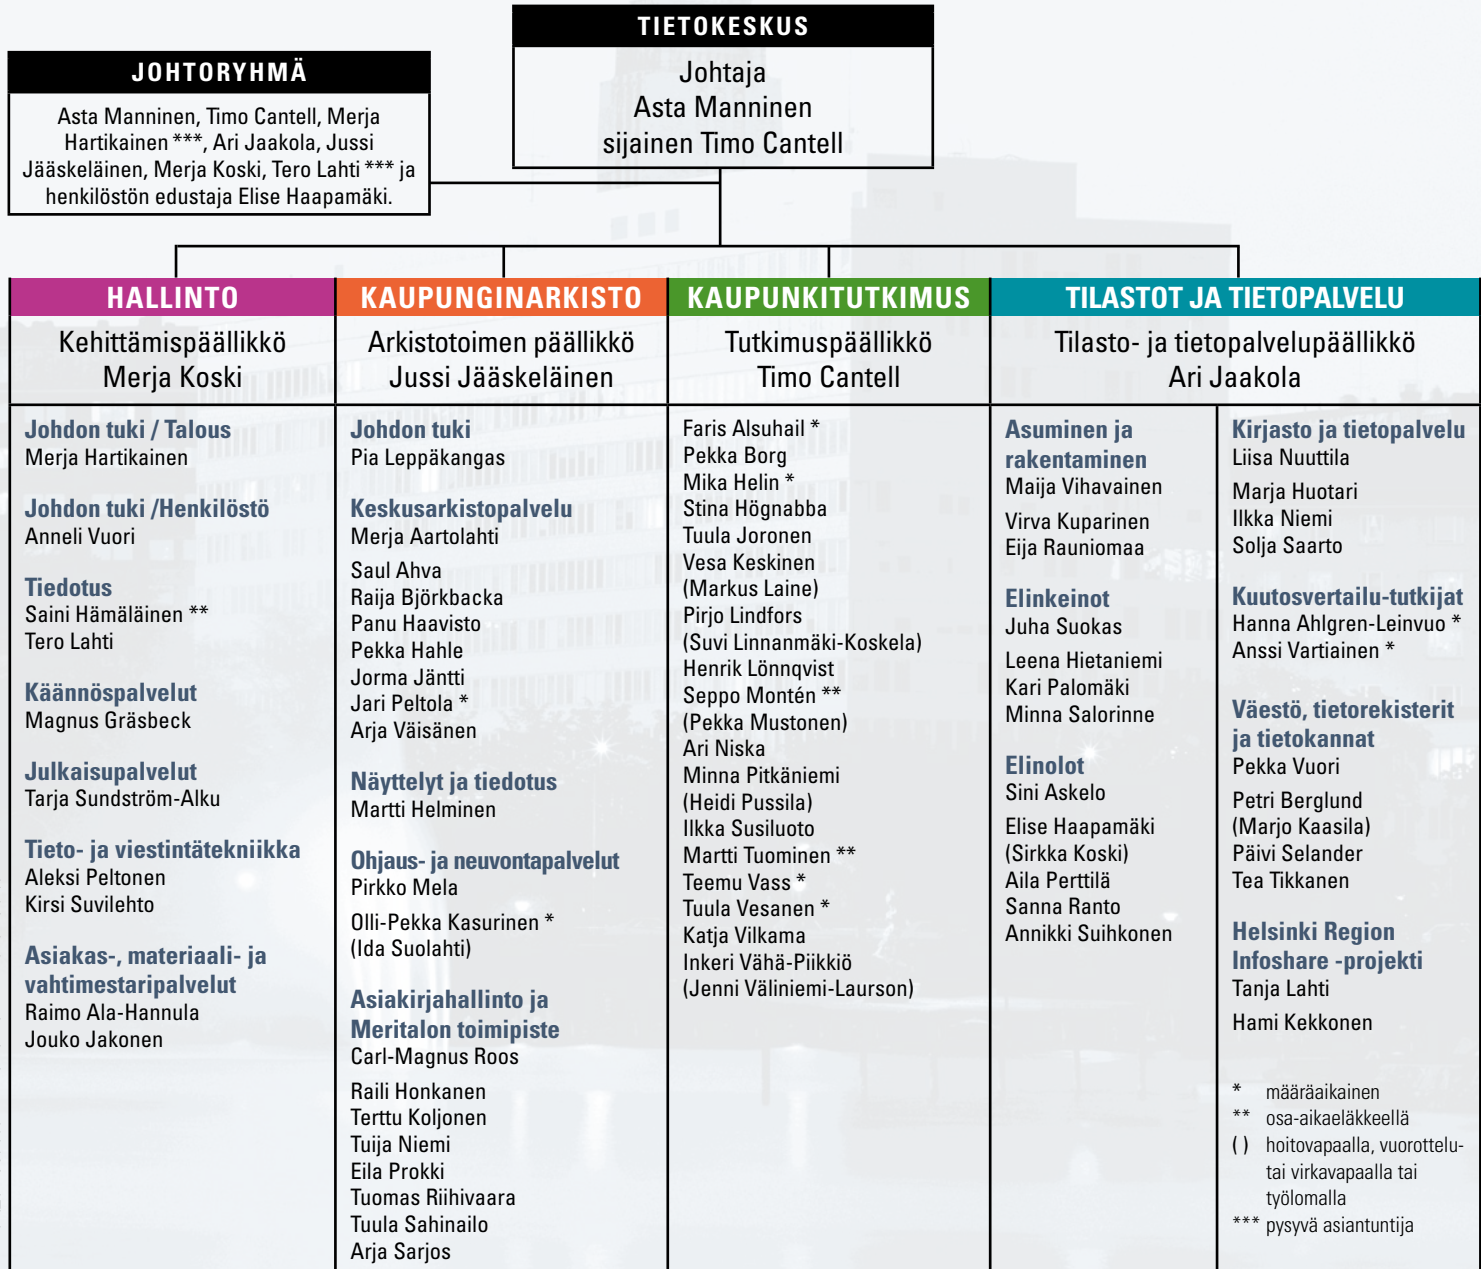 TIETOKESKUS
Johtaja
Asta Manninen
sijainen Timo Cantell
JOHTORYHMÄ
Asta Manninen, Timo Cantell, Merja
Hartikainen ***, Ari Jaakola, Jussi
Jääskeläinen, Merja Koski, Tero Lahti *** ja
henkilöstön edustaja Elise Haapamäki.
HALLINTO
Kehittämispäällikkö
Merja Koski
Johdon tuki / Talous
Merja Hartikainen
Johdon tuki /Henkilöstö
Anneli Vuori
Tiedotus
Saini Hämäläinen **
Tero Lahti
Käännöspalvelut
Magnus Gräsbeck
Julkaisupalvelut
Tarja Sundström-Alku
Tieto- ja viestintätekniikka
Aleksi Peltonen
Kirsi Suvilehto
Asiakas-, materiaali- ja
vahtimestaripalvelut
Raimo Ala-Hannula
Jouko Jakonen
KAUPUNGINARKISTO
Arkistotoimen päällikkö
Jussi Jääskeläinen
Johdon tuki
Pia Leppäkangas
Keskusarkistopalvelu
Merja Aartolahti
Saul Ahva
Raija Björkbacka
Panu Haavisto
Pekka Hahle
Jorma Jäntti
Jari Peltola *
Arja Väisänen
Näyttelyt ja tiedotus
Martti Helminen
Ohjaus- ja neuvontapalvelut
Pirkko Mela
Olli-Pekka Kasurinen *
(Ida Suolahti)
Asiakirjahallinto ja
Meritalon toimipiste
Carl-Magnus Roos
Raili Honkanen
Terttu Koljonen
Tuija Niemi
Eila Prokki
Tuomas Riihivaara
Tuula Sahinailo
Arja Sarjos
KAUPUNKITUTKIMUS
Tutkimuspäällikkö
Timo Cantell
Faris Alsuhail *
Pekka Borg
Mika Helin *
Stina Högnabba
Tuula Joronen
Vesa Keskinen
(Markus Laine)
Pirjo Lindfors
(Suvi Linnanmäki-Koskela)
Henrik Lönnqvist
Seppo Montén **
(Pekka Mustonen)
Ari Niska
Minna Pitkäniemi
(Heidi Pussila)
Ilkka Susiluoto
Martti Tuominen **
Teemu Vass *
Tuula Vesanen *
Katja Vilkama
Inkeri Vähä-Piikkiö
(Jenni Väliniemi-Laurson)
TILASTOT JA TIETOPALVELU
Tilasto- ja tietopalvelupäällikkö
Ari Jaakola
Asuminen ja
rakentaminen
Maija Vihavainen
Virva Kuparinen
Eija Rauniomaa
Elinkeinot
Juha Suokas
Leena Hietaniemi
Kari Palomäki
Minna Salorinne
Elinolot
Sini Askelo
Elise Haapamäki
(Sirkka Koski)
Aila Perttilä
Sanna Ranto
Annikki Suihkonen
Kirjasto ja tietopalvelu
Liisa Nuuttila
Marja Huotari
Ilkka Niemi
Solja Saarto
Kuutosvertailu-tutkijat
Hanna Ahlgren-Leinvuo *
Anssi Vartiainen *
Väestö, tietorekisterit
ja tietokannat
Pekka Vuori
Petri Berglund
(Marjo Kaasila)
Päivi Selander
Tea Tikkanen
Helsinki Region
Infoshare -projekti
Tanja Lahti
Hami Kekkonen
* määräaikainen
** osa-aikaeläkkeellä
( ) hoitovapaalla, vuorottelu-
tai virkavapaalla tai
työlomalla
*** pysyvä asiantuntija